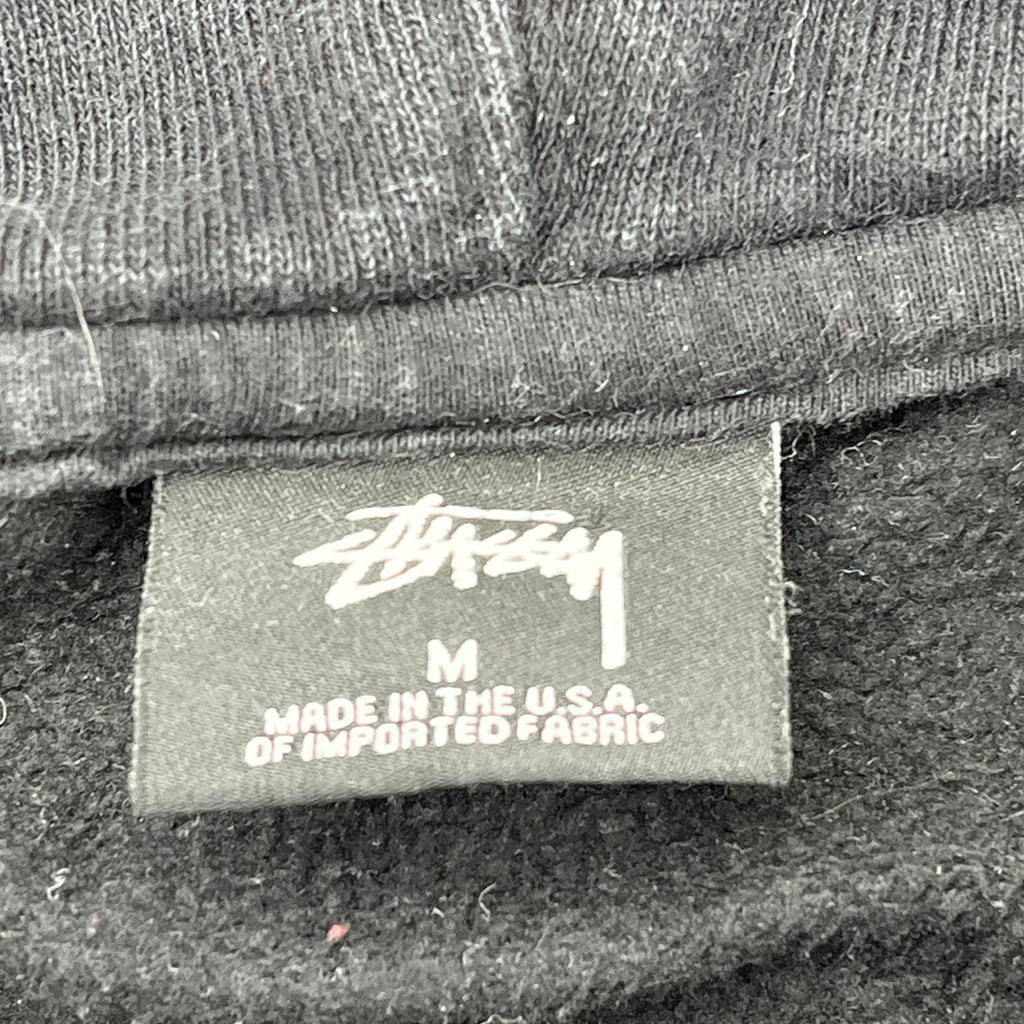 Stüssy
M
MADE IN THE U.S.A.
OF IMPORTED FABRIC